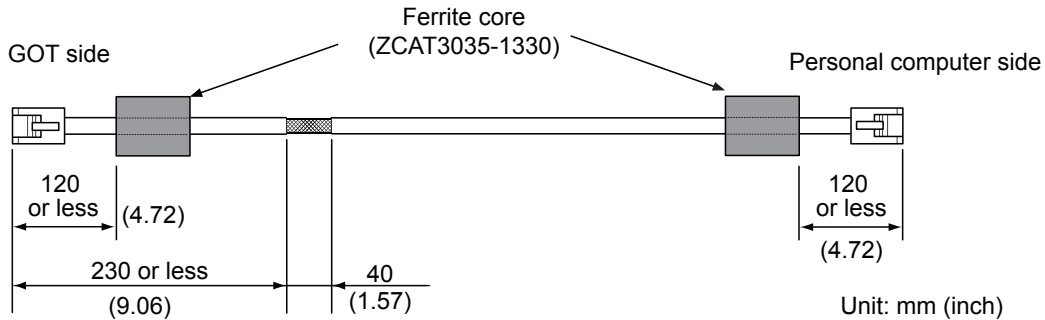 Ferrite core
(ZCAT3035-1330)
GOT side
Personal computer side
120
or less
(4.72)
120
or less
(4.72)
230 or less
(9.06)
40
(1.57)
Unit: mm (inch)